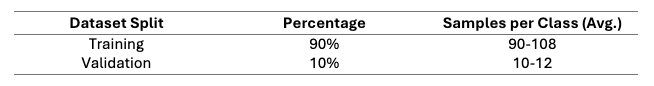 Dataset Split Percentage Samples per Class (Avg.)
Training 90% 90-108
Validation 10% 10-12